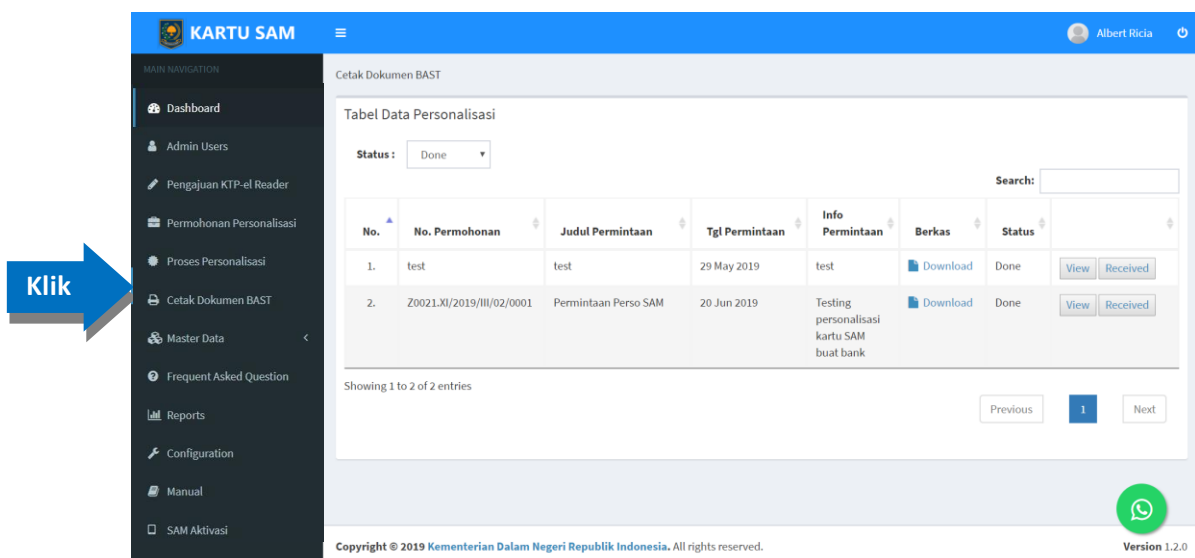 KARTU SAM
Albert Ricia
MAIN NAVIGATION
Dashboard
Admin Users
Pengajuan KTP-el Reader
Permohonan Personalisasi
Proses Personalisasi
Cetak Dokumen BAST
Master Data
Frequent Asked Question
Reports
Configuration
Manual
SAM Aktivasi
Klik
Cetak Dokumen BAST
Tabel Data Personalisasi
Status : Done
Search:
No. No. Permohonan Judul Permintaan Tgl Permintaan Info Permintaan Berkas Status
1. test test 29 May 2019 test Download Done View Received
2. Z0021.XI/2019/III/02/0001 Permintaan Perso SAM 20 Jun 2019 Testing Download Done View Received
personalisasi
kartu SAM
buat bank
Showing 1 to 2 of 2 entries
Previous 1 Next
Copyright © 2019 Kementerian Dalam Negeri Republik Indonesia. All rights reserved. Version 1.2.0